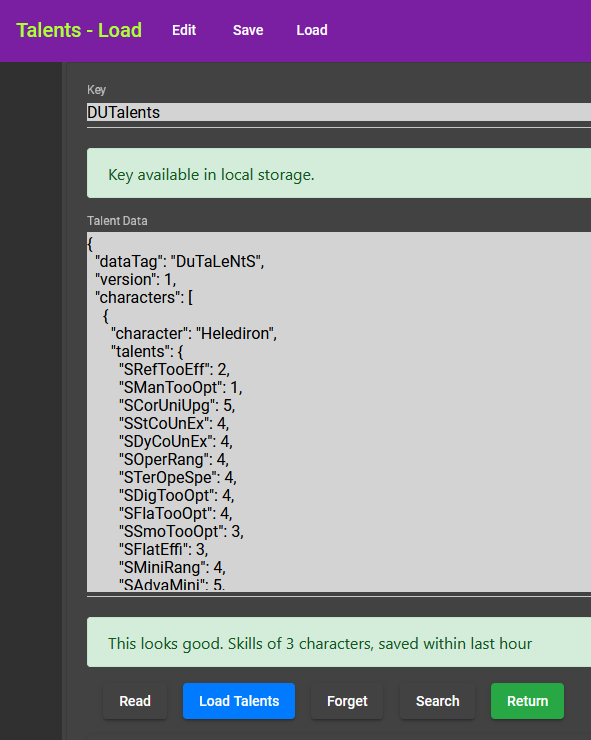 Talents - Load Edit Save Load
Key
DUTalents
Key available in local storage.
Talent Data
{
"dataTag": "DuTaLeNtS",
"version": 1,
"characters": [
{
"character": "Helediron",
"talents": {
"SRefTooEff": 2,
"SManTooOpt": 1,
"SCorUniUpg": 5,
"SStCoUnEx": 4,
"SDyCoUnEx": 4,
"SOperRang": 4,
"STerOpeSpe": 4,
"SDigTooOpt": 4,
"SFlaTooOpt": 4,
"SSmoTooOpt": 3,
"SFlatEffi": 3,
"SMiniRang": 4,
"SAdvaMini": 5,
This looks good. Skills of 3 characters, saved within last hour
Read Load Talents Forget Search Return